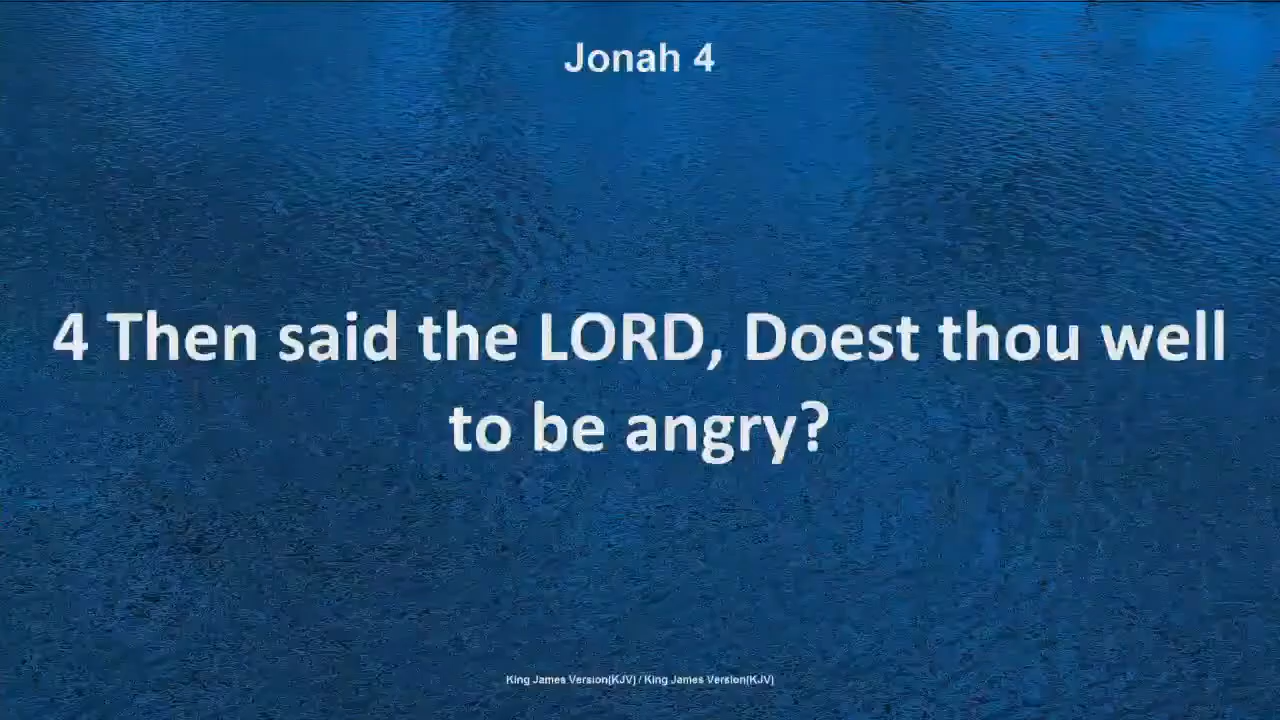 Jonah 4
4 Then said the LORD, Doest thou well
to be angry?
King James Version(KJV) / King James Version(KJV)